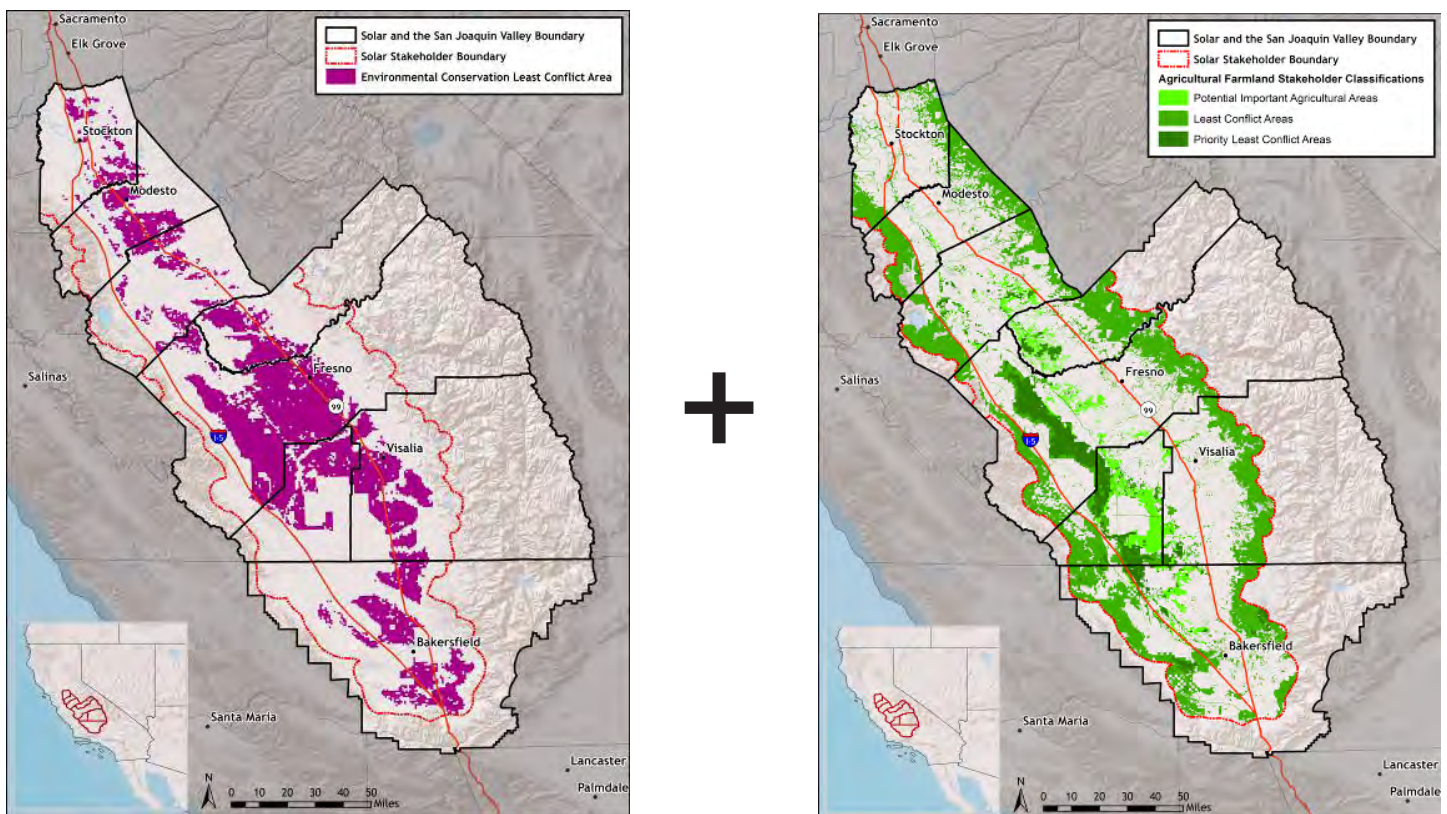 Sacramento
Elk Grove
Solar and the San Joaquin Valley Boundary
Solar Stakeholder Boundary
Environmental Conservation Least Conflict Area
Stockton
Modesto
Salinas
Fresno
99
I-5
Visalia
Bakersfield
Santa Maria
Lancaster
Palmdale
N
0 10 20 30 40 50
Miles
+
Sacramento
Elk Grove
Solar and the San Joaquin Valley Boundary
Solar Stakeholder Boundary
Agricultural Farmland Stakeholder Classifications
Potential Important Agricultural Areas
Least Conflict Areas
Priority Least Conflict Areas
Stockton
Modesto
Salinas
Fresno
99
I-5
Visalia
Bakersfield
Santa Maria
Lancaster
Palmdale
N
0 10 20 30 40 50
Miles